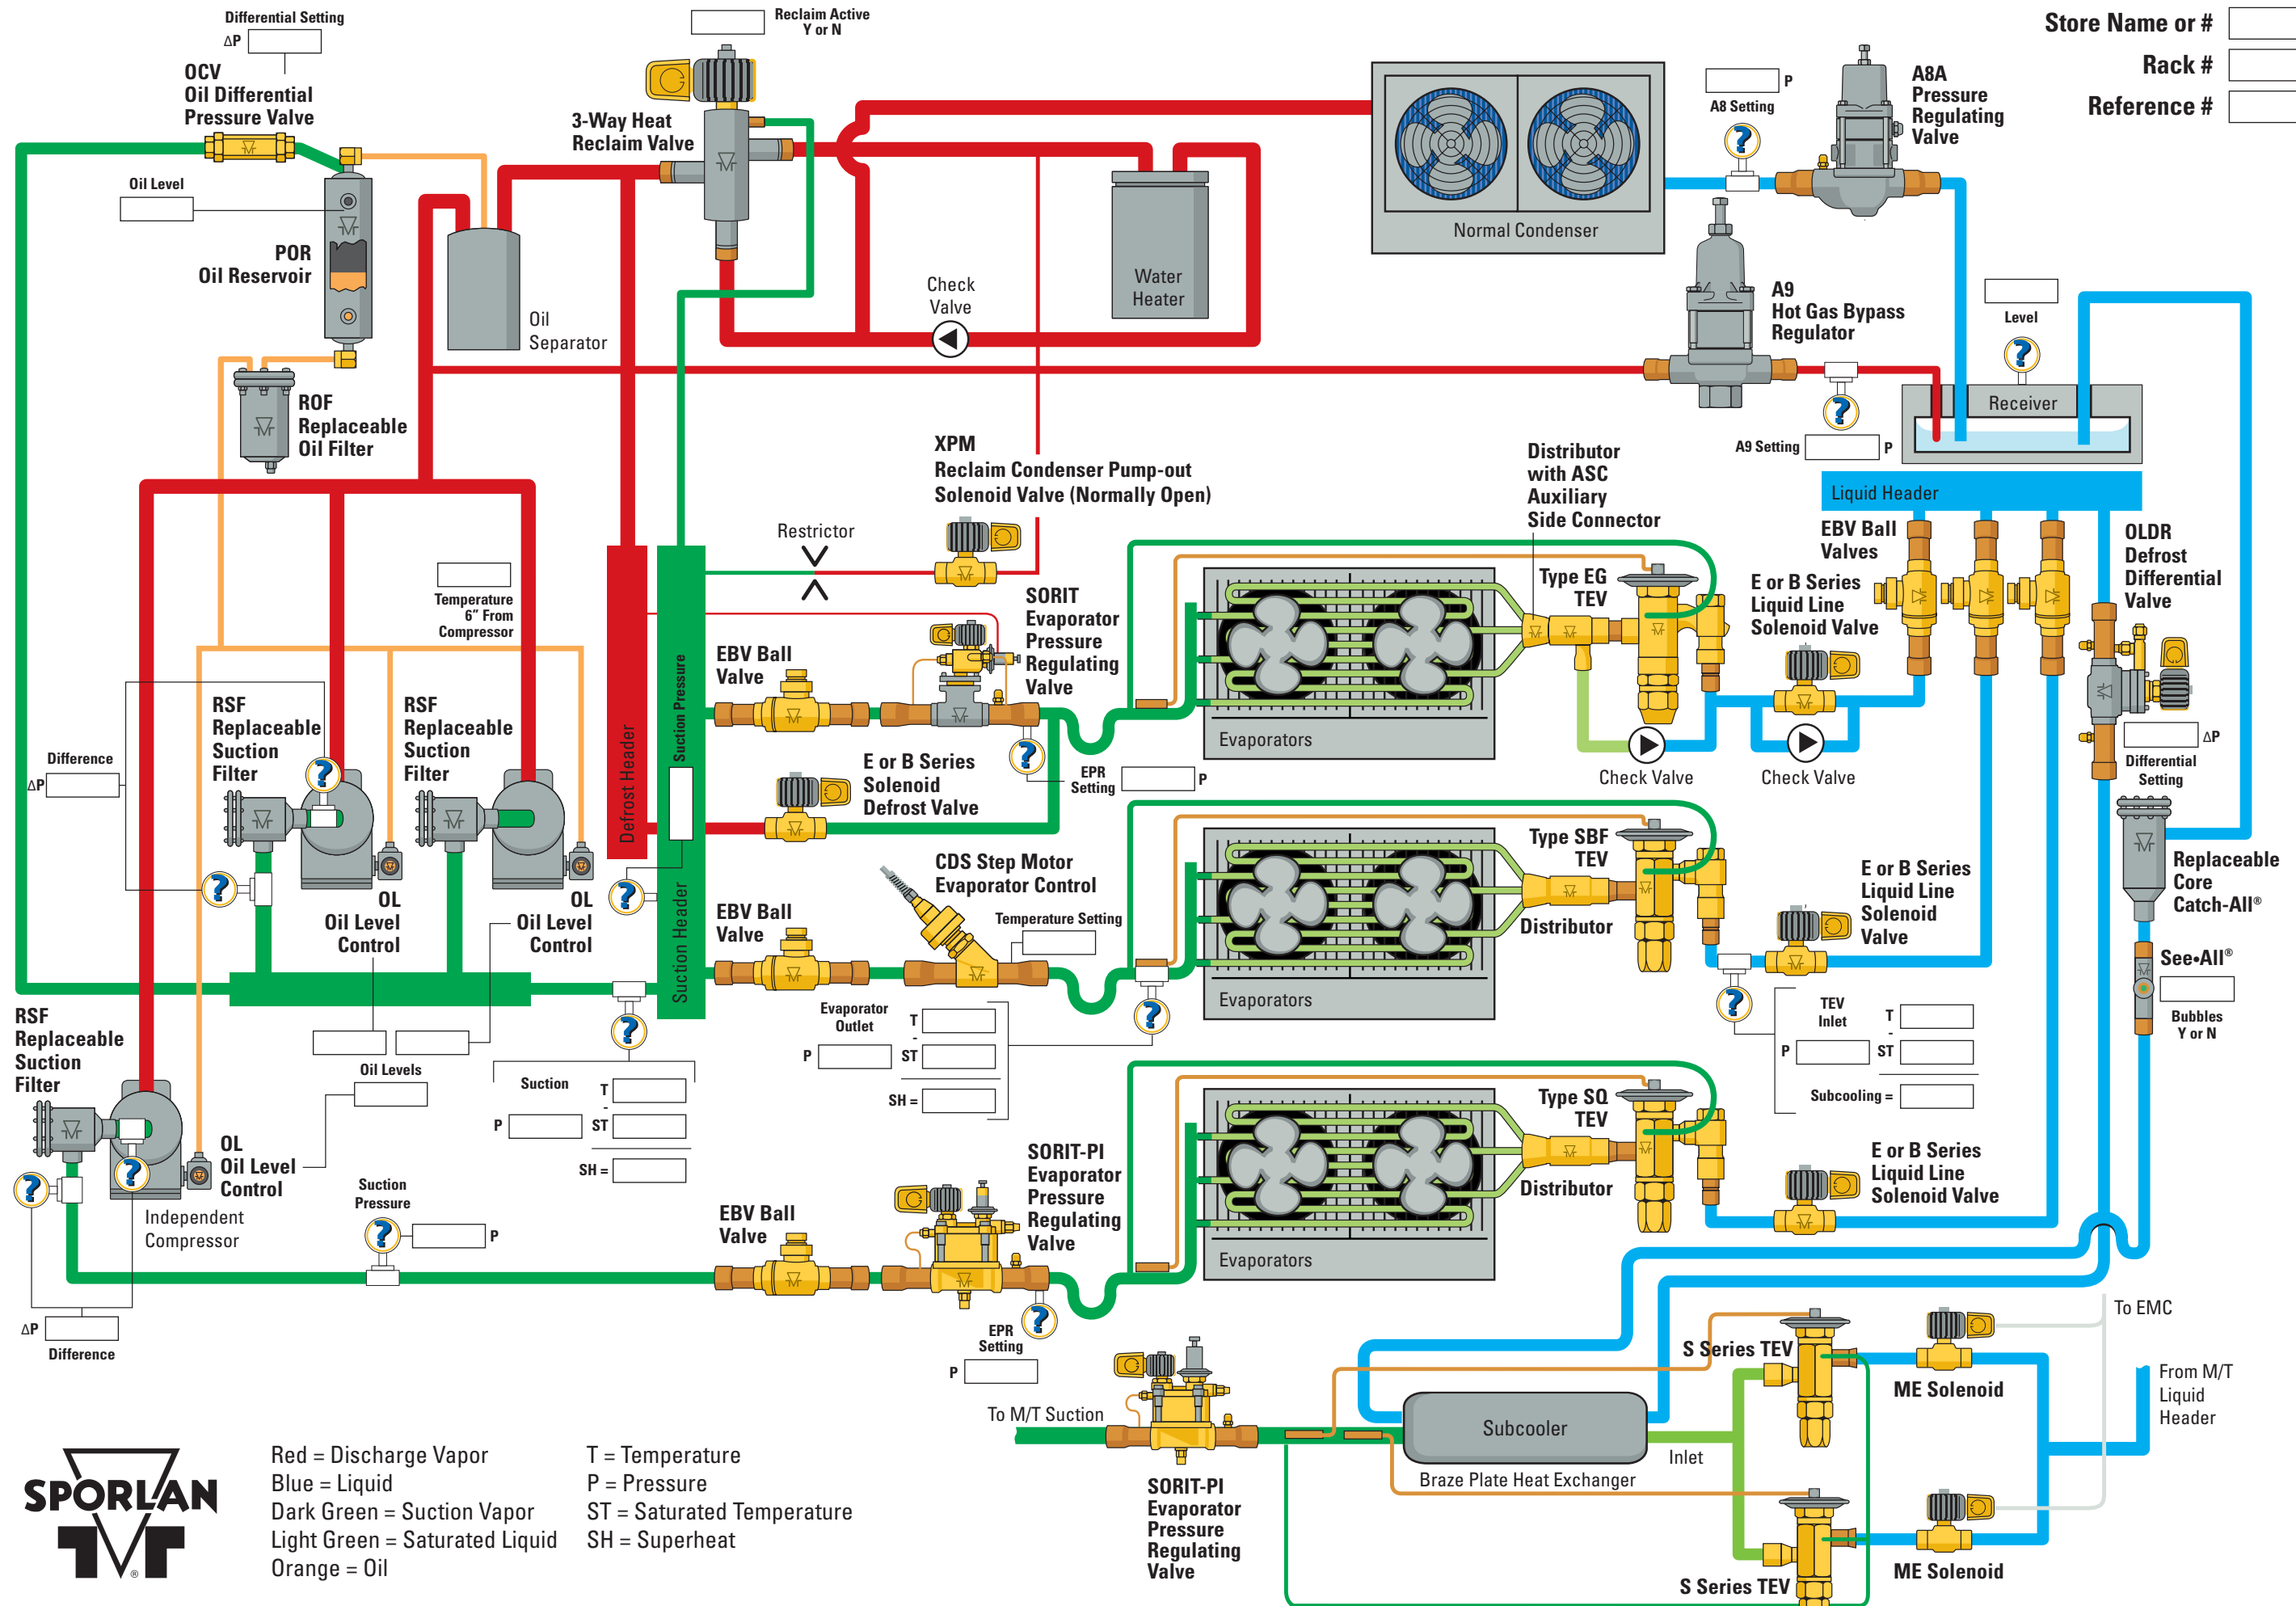 Differential Setting
ΔP
OCV
Oil Differential
Pressure Valve
Oil Level
POR
Oil Reservoir
ROF
Replaceable
Oil Filter
Oil
Separator
Reclaim Active
Y or N
3-Way Heat
Reclaim Valve
Check
Valve
Water
Heater
Normal Condenser
P
A8 Setting
A8A
Pressure
Regulating
Valve
Store Name or #
Rack #
Reference #
A9
Hot Gas Bypass
Regulator
A9 Setting
P
Level
Receiver
Liquid Header
XPM
Reclaim Condenser Pump-out
Solenoid Valve (Normally Open)
Restrictor
Distributor
with ASC
Auxiliary
Side Connector
Type EG
TEV
EBV Ball
Valves
E or B Series
Liquid Line
Solenoid Valve
OLDR
Defrost
Differential
Valve
ΔP
Differential
Setting
Temperature
6” From
Compressor
SORIT
Evaporator
Pressure
Regulating
Valve
EBV Ball
Valve
EPR
Setting
P
Evaporators
Check Valve
Check Valve
E or B Series
Solenoid
Defrost Valve
Defrost Header
Suction Pressure
Suction Header
RSF
Replaceable
Suction
Filter
RSF
Replaceable
Suction
Filter
Difference
ΔP
OL
Oil Level
Control
OL
Oil Level
Control
CDS Step Motor
Evaporator Control
Temperature Setting
EBV Ball
Valve
Type SBF
TEV
Distributor
Evaporators
E or B Series
Liquid Line
Solenoid
Valve
Replaceable
Core
Catch-All®
See•All®
Bubbles
Y or N
RSF
Replaceable
Suction
Filter
Oil Levels
Suction
T
-
P
ST
SH =
Evaporator
Outlet
T
-
P
ST
SH =
TEV
Inlet
T
-
P
ST
Subcooling =
OL
Oil Level
Control
Independent
Compressor
Suction
Pressure
P
ΔP
Difference
EBV Ball
Valve
SORIT-PI
Evaporator
Pressure
Regulating
Valve
EPR
Setting
P
Type SQ
TEV
Distributor
Evaporators
E or B Series
Liquid Line
Solenoid Valve
To EMC
S Series TEV
ME Solenoid
From M/T
Liquid
Header
To M/T Suction
Subcooler
Inlet
Braze Plate Heat Exchanger
SORIT-PI
Evaporator
Pressure
Regulating
Valve
ME Solenoid
S Series TEV
SPORLAN
®
Red = Discharge Vapor
Blue = Liquid
Dark Green = Suction Vapor
Light Green = Saturated Liquid
Orange = Oil
T = Temperature
P = Pressure
ST = Saturated Temperature
SH = Superheat